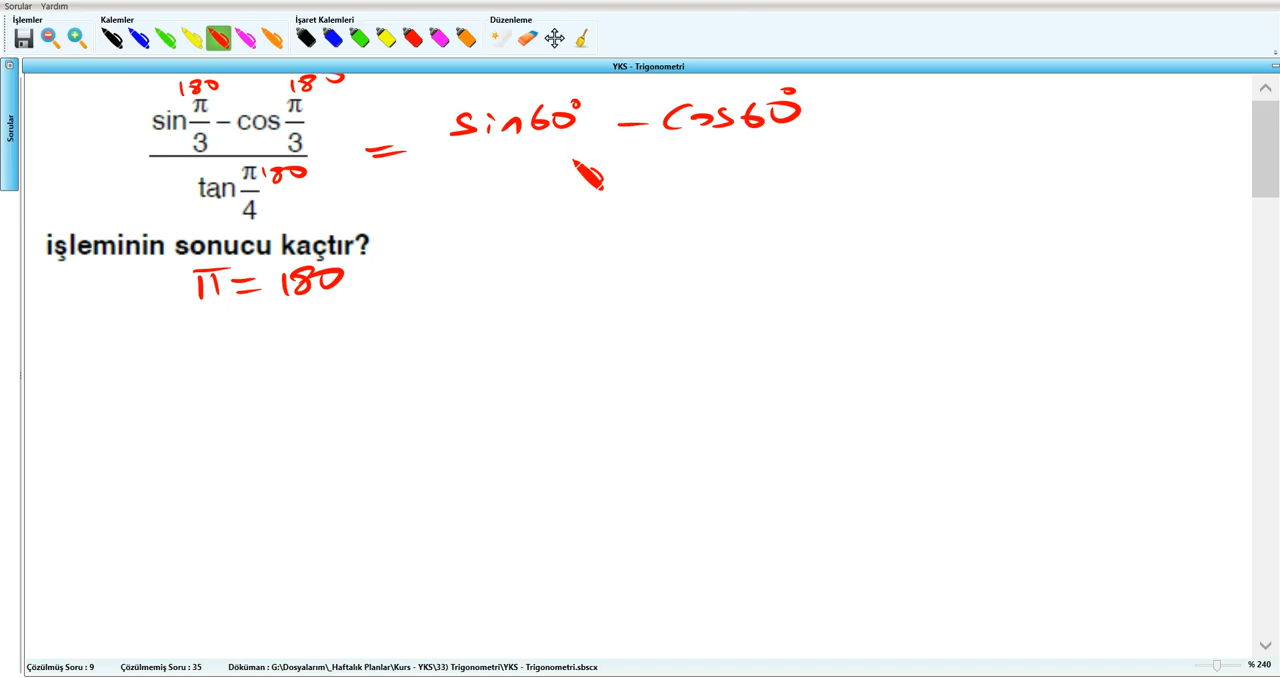 Sorular Yardım
İşlemler Kalemler İşaret Kalemleri Düzenleme
YKS - Trigonometri
Sorular
180 180
sin π/3 − cos π/3 = sin60° − cos60°
tan π/4 180
işleminin sonucu kaçtır?
π = 180
Çözülmüş Soru : 9 Çözülmemiş Soru : 35 Döküman : G:\Dosyalarım\_Haftalık Planlar\Kurs - YKS\33) Trigonometri\YKS - Trigonometri.sbscx % 240